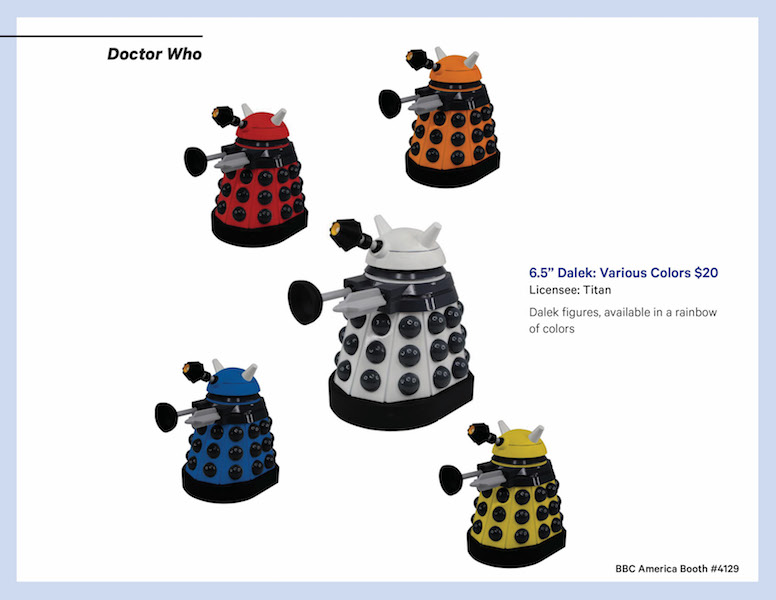 Doctor Who
6.5” Dalek: Various Colors $20
Licensee: Titan
Dalek figures, available in a rainbow
of colors
BBC America Booth #4129